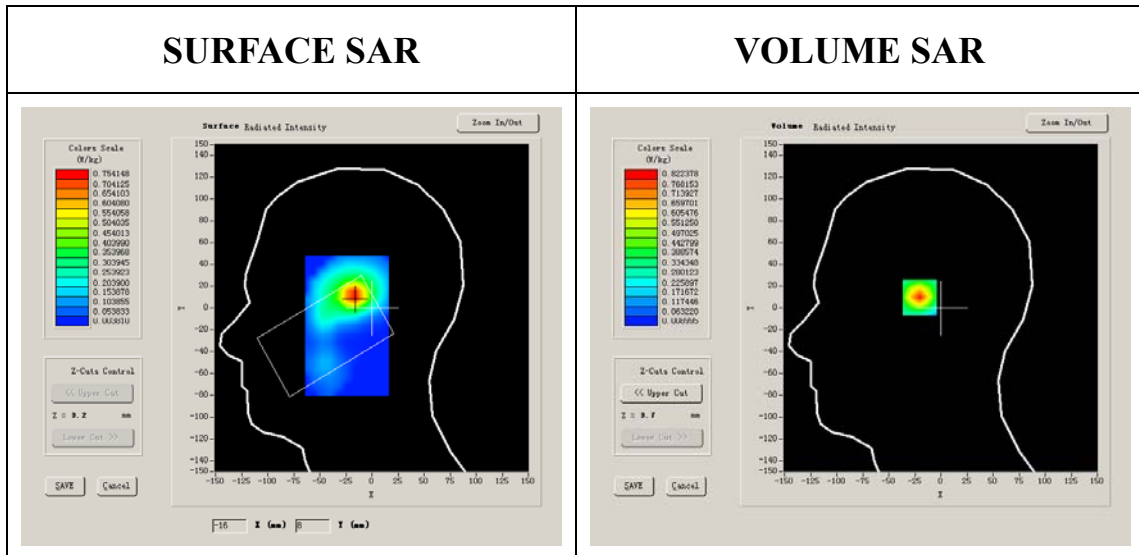 SURFACE SAR
VOLUME SAR
Surface Radiated Intensity
Zoom In/Out
Colors Scale
(W/kg)
0.754148
0.704125
0.654103
0.604080
0.554058
0.504035
0.454013
0.403990
0.353968
0.303945
0.253923
0.203900
0.153878
0.103855
0.053833
0.003810
150
140
120
100
80
60
40
20
0
-20
-40
-60
-80
-100
-120
-140
-150
Y
-150 -125 -100 -75 -50 -25 0 25 50 75 100 125 150
X
Z-Cuts Control
<< Upper Cut
Z = 9.2 mm
Lower Cut >>
SAVE Cancel
-16 X (mm) 8 Y (mm)
Volume Radiated Intensity
Zoom In/Out
Colors Scale
(W/kg)
0.822378
0.768153
0.713927
0.659701
0.605476
0.551250
0.497025
0.442799
0.388574
0.334348
0.280123
0.225897
0.171672
0.117446
0.063220
0.008995
150
140
120
100
80
60
40
20
0
-20
-40
-60
-80
-100
-120
-140
-150
Y
-150 -125 -100 -75 -50 -25 0 25 50 75 100 125 150
X
Z-Cuts Control
<< Upper Cut
Z = mm
Lower Cut >>
SAVE Cancel